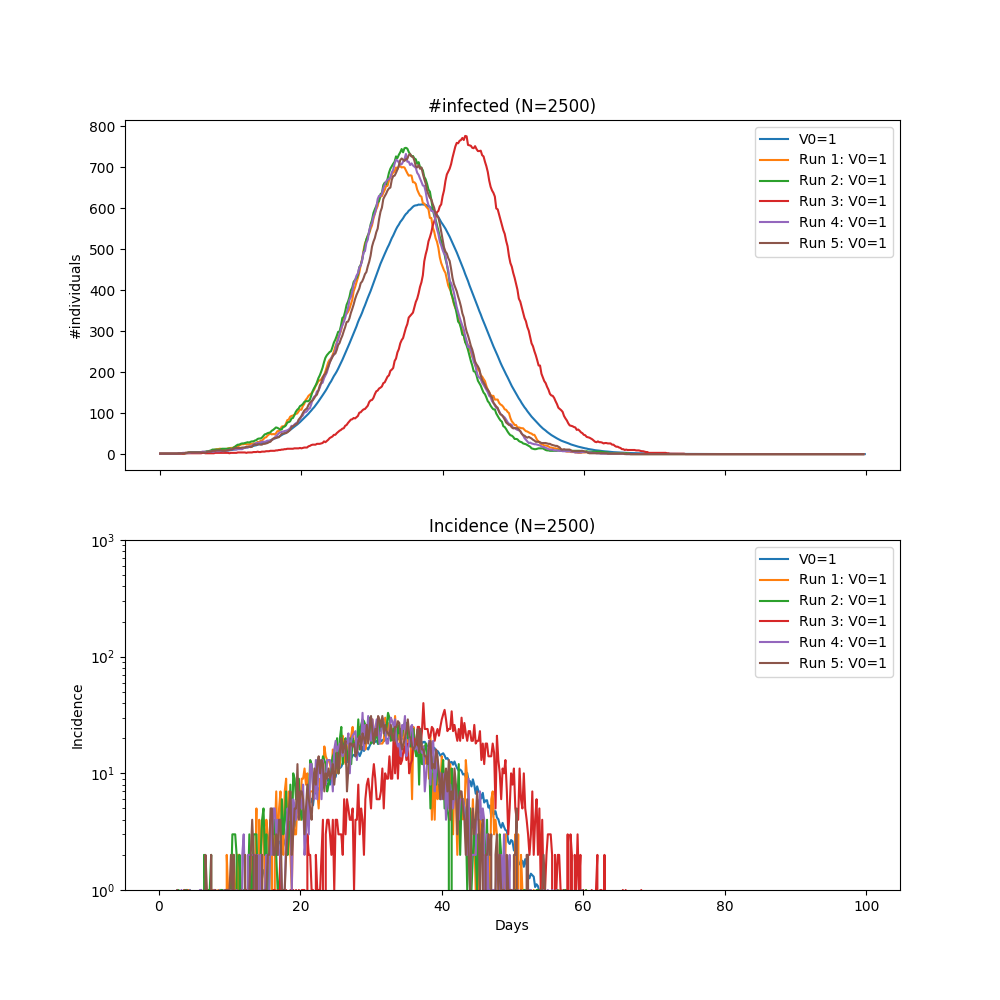 #infected (N=2500)
800
700
600
500
400
300
200
100
0
#individuals
V0=1
Run 1: V0=1
Run 2: V0=1
Run 3: V0=1
Run 4: V0=1
Run 5: V0=1
Incidence (N=2500)
10³
10²
10¹
10⁰
Incidence
V0=1
Run 1: V0=1
Run 2: V0=1
Run 3: V0=1
Run 4: V0=1
Run 5: V0=1
0 20 40 60 80 100
Days